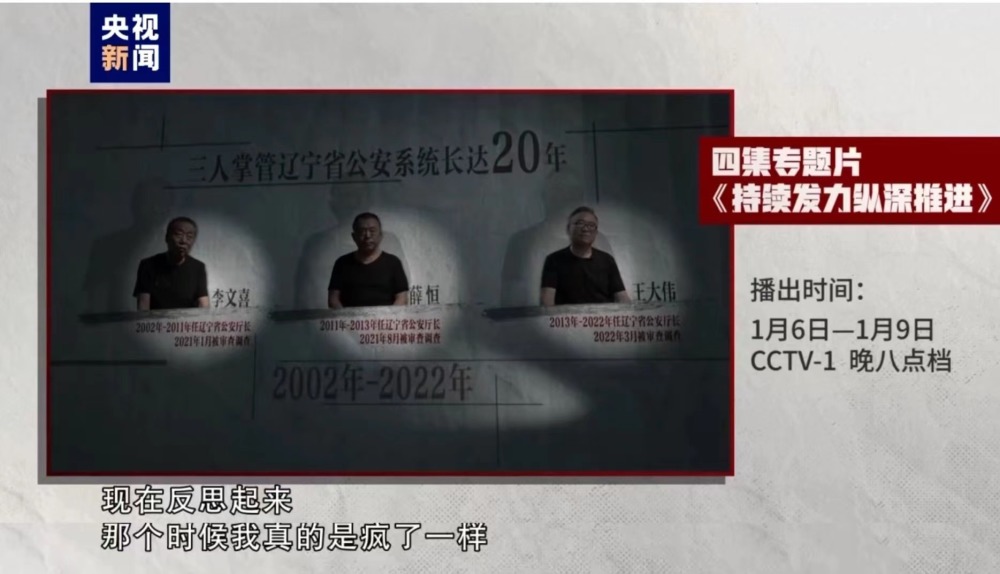 央视
新闻
三人掌管辽宁省公安系统长达20年
李文喜
2002年-2011年任辽宁省公安厅长
2021年1月被审查调查
薛恒
2011年-2013年任辽宁省公安厅长
2021年8月被审查调查
王大伟
2013年-2022年任辽宁省公安厅长
2022年3月被审查调查
2002年-2022年
四集专题片
《持续发力纵深推进》
播出时间：
1月6日—1月9日
CCTV-1 晚八点档
现在反思起来
那个时候我真的是疯了一样